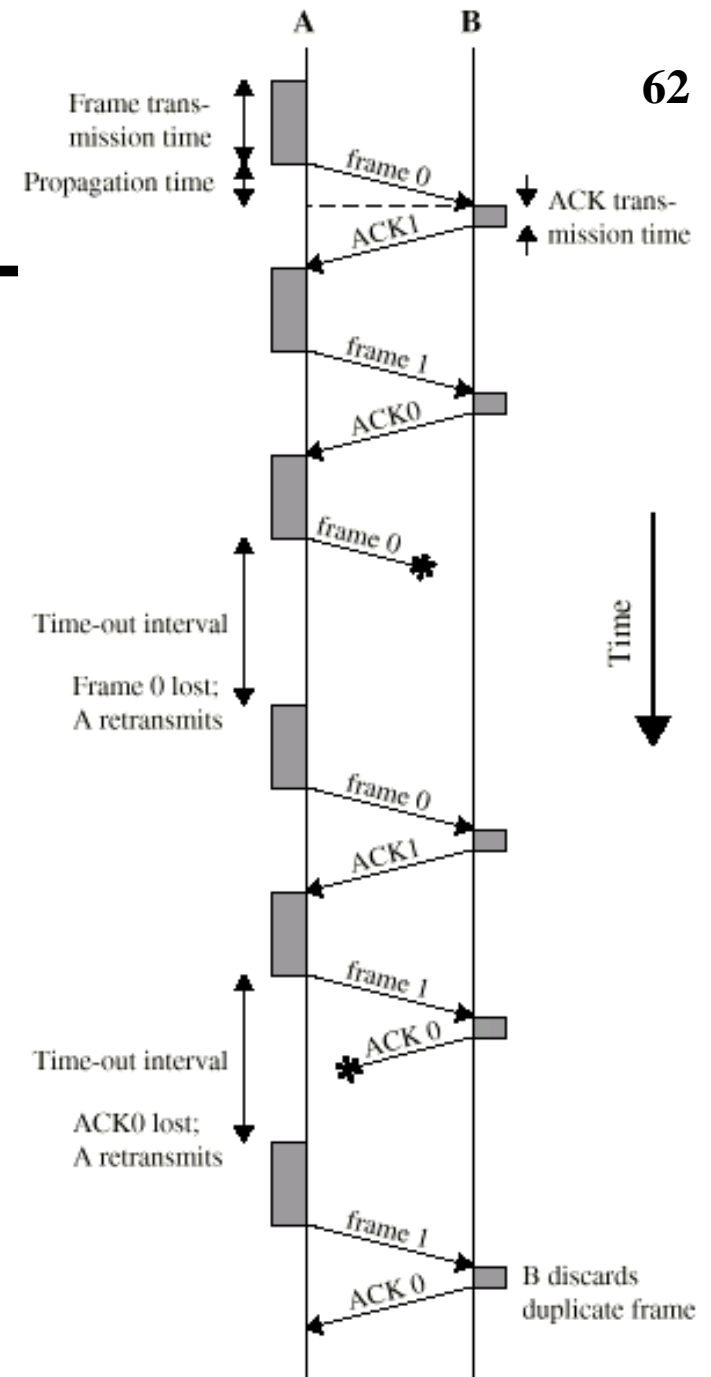 A B
62
Frame trans-
mission time
Propagation time
frame 0
ACK trans-
mission time
ACK1
frame 1
ACK0
frame 0
Time-out interval
Time
Frame 0 lost;
A retransmits
frame 0
ACK1
frame 1
ACK 0
Time-out interval
ACK0 lost;
A retransmits
frame 1
B discards
duplicate frame
ACK 0